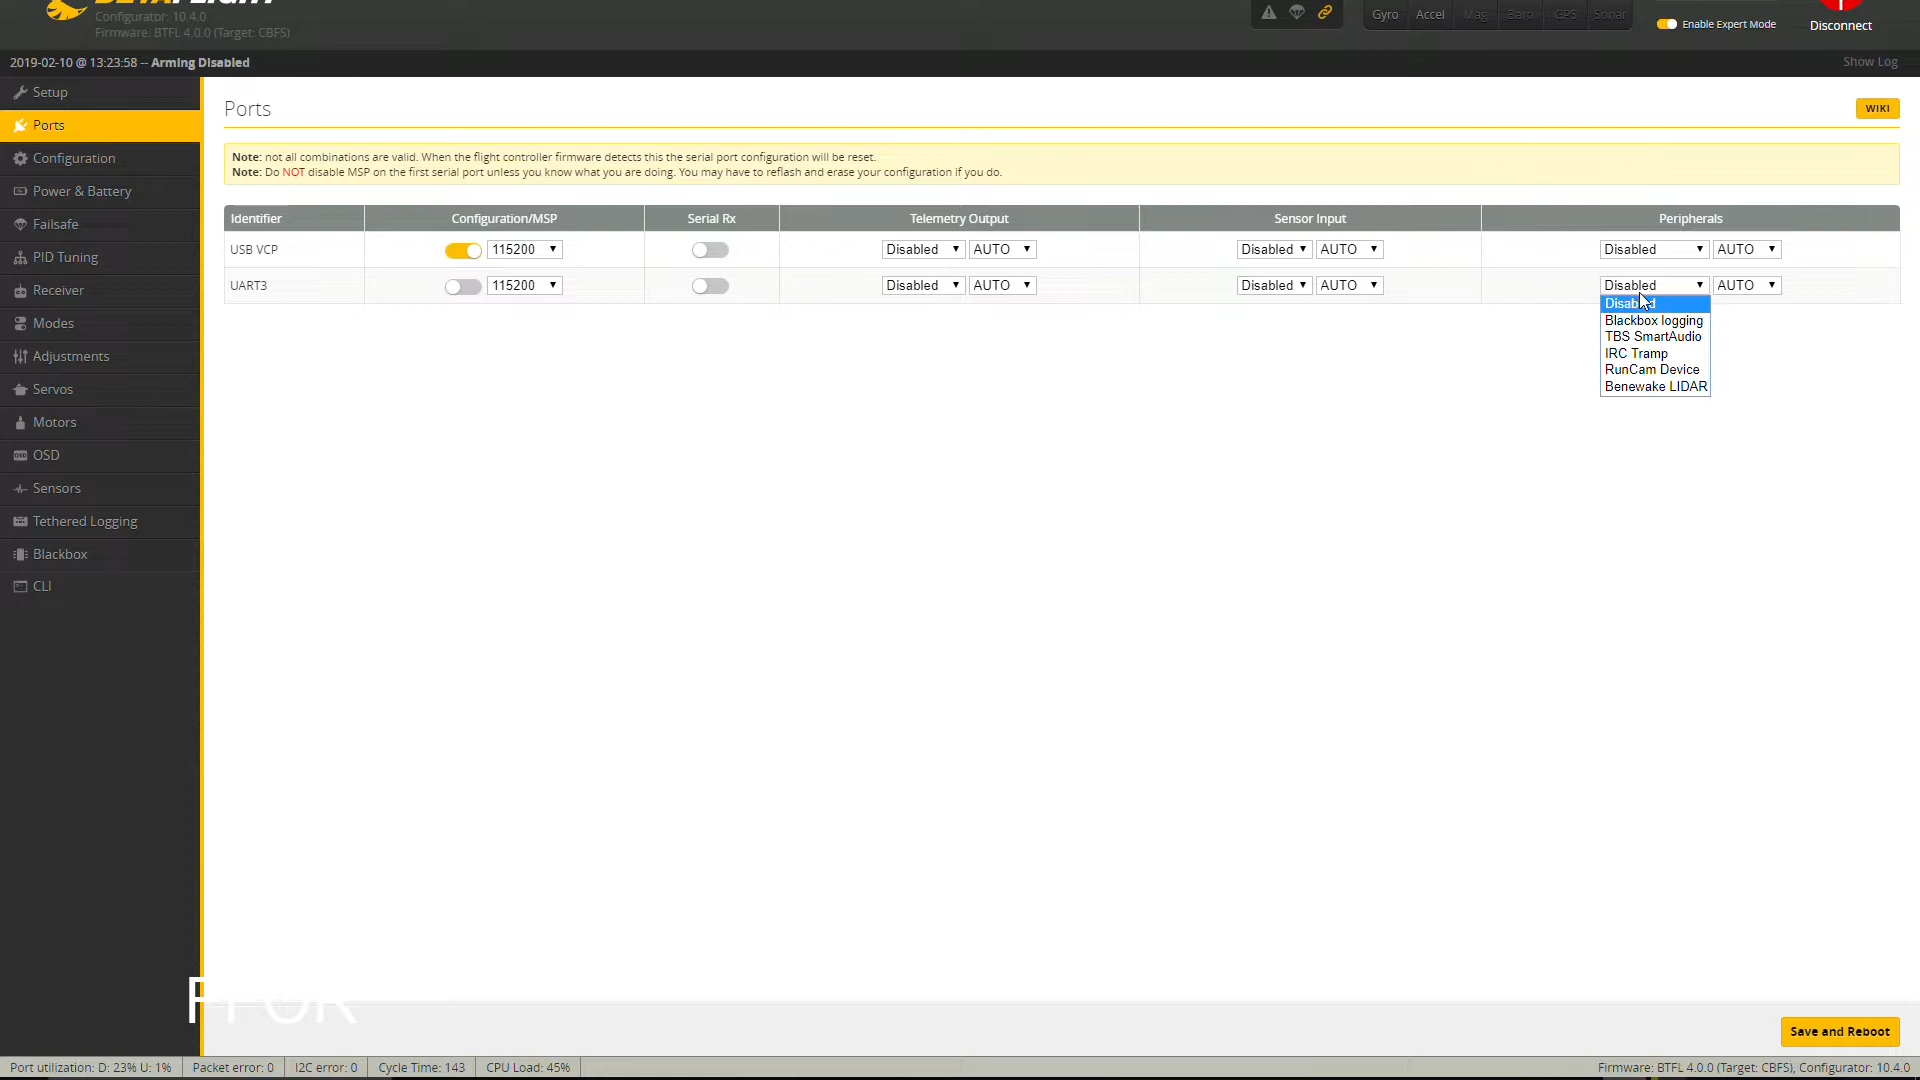 Configurator: 10.4.0
Firmware: BTFL 4.0.0 (Target: CBFS)
Gyro Accel Mag Baro GPS Sonar
Enable Expert Mode
Disconnect
2019-02-10 @ 13:23:58 -- Arming Disabled
Show Log
Setup
Ports
Configuration
Power & Battery
Failsafe
PID Tuning
Receiver
Modes
Adjustments
Servos
Motors
OSD
Sensors
Tethered Logging
Blackbox
CLI
Ports
WIKI
Note: not all combinations are valid. When the flight controller firmware detects this the serial port configuration will be reset.
Note: Do NOT disable MSP on the first serial port unless you know what you are doing. You may have to reflash and erase your configuration if you do.
Identifier Configuration/MSP Serial Rx Telemetry Output Sensor Input Peripherals
USB VCP 115200 Disabled AUTO Disabled AUTO Disabled AUTO
UART3 115200 Disabled AUTO Disabled AUTO Disabled AUTO
Disabled
Blackbox logging
TBS SmartAudio
IRC Tramp
RunCam Device
Benewake LIDAR
Save and Reboot
Port utilization: D: 23% U: 1% Packet error: 0 I2C error: 0 Cycle Time: 143 CPU Load: 45%
Firmware: BTFL 4.0.0 (Target: CBFS), Configurator: 10.4.0